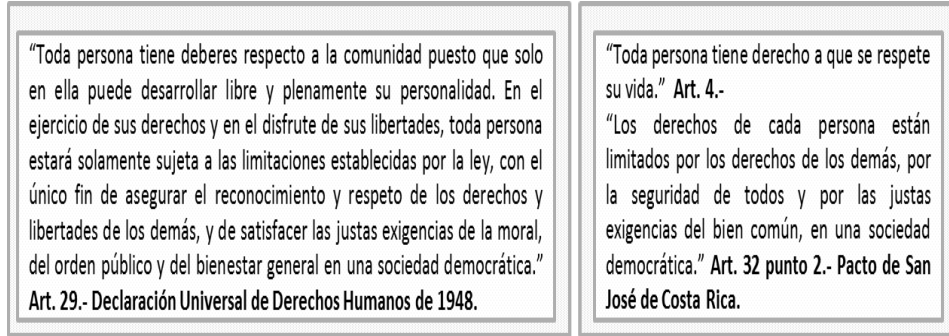 “Toda persona tiene deberes respecto a la comunidad puesto que solo
en ella puede desarrollar libre y plenamente su personalidad. En el
ejercicio de sus derechos y en el disfrute de sus libertades, toda persona
estará solamente sujeta a las limitaciones establecidas por la ley, con el
único fin de asegurar el reconocimiento y respeto de los derechos y
libertades de los demás, y de satisfacer las justas exigencias de la moral,
del orden público y del bienestar general en una sociedad democrática.”
Art. 29.- Declaración Universal de Derechos Humanos de 1948.
“Toda persona tiene derecho a que se respete
su vida.” Art. 4.-
“Los derechos de cada persona están
limitados por los derechos de los demás, por
la seguridad de todos y por las justas
exigencias del bien común, en una sociedad
democrática.” Art. 32 punto 2.- Pacto de San
José de Costa Rica.